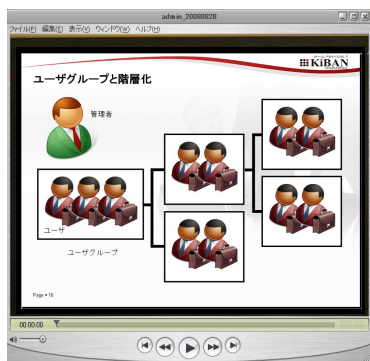 admin_20080828
ファイル(F) 編集(E) 表示(V) ウィンドウ(W) ヘルプ(H)
KiBAN
ユーザグループと階層化
管理者
ユーザ
ユーザグループ
Page ▪ 16
00:00:00